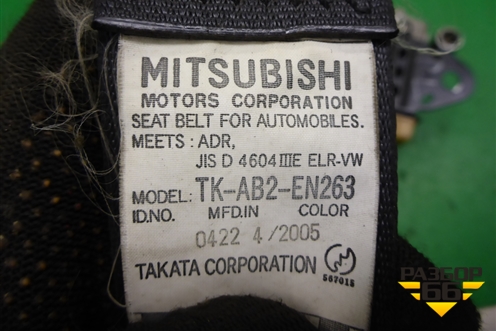 MITSUBISHI
MOTORS CORPORATION
SEAT BELT FOR AUTOMOBILES.
MEETS : ADR,
JIS D 4604 IIIE ELR-VW
MODEL: TK-AB2-EN263
ID.NO. MFD.IN COLOR
0422 4/2005
TAKATA CORPORATION
567018
РАЗБОР
66